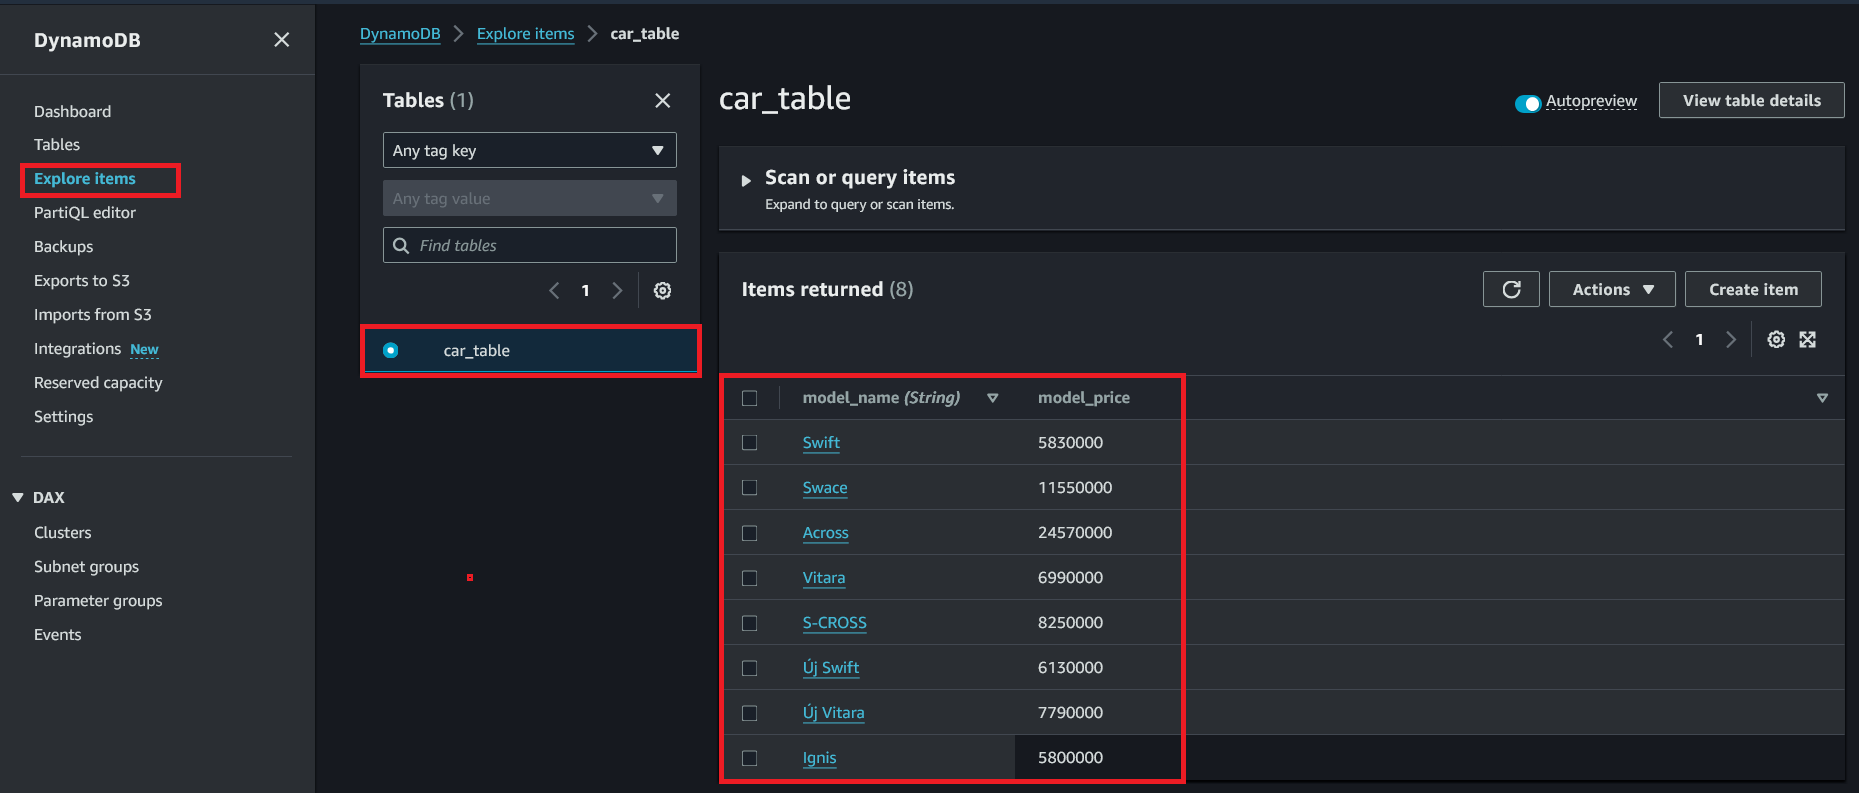 DynamoDB
Dashboard
Tables
Explore items
PartiQL editor
Backups
Exports to S3
Imports from S3
Integrations New
Reserved capacity
Settings
DAX
Clusters
Subnet groups
Parameter groups
Events
DynamoDB > Explore items > car_table
Tables (1)
Any tag key
Any tag value
Find tables
1
car_table
car_table
Autopreview
View table details
Scan or query items
Expand to query or scan items.
Items returned (8)
Actions
Create item
1
model_name (String) model_price
Swift 5830000
Swace 11550000
Across 24570000
Vitara 6990000
S-CROSS 8250000
Új Swift 6130000
Új Vitara 7790000
Ignis 5800000